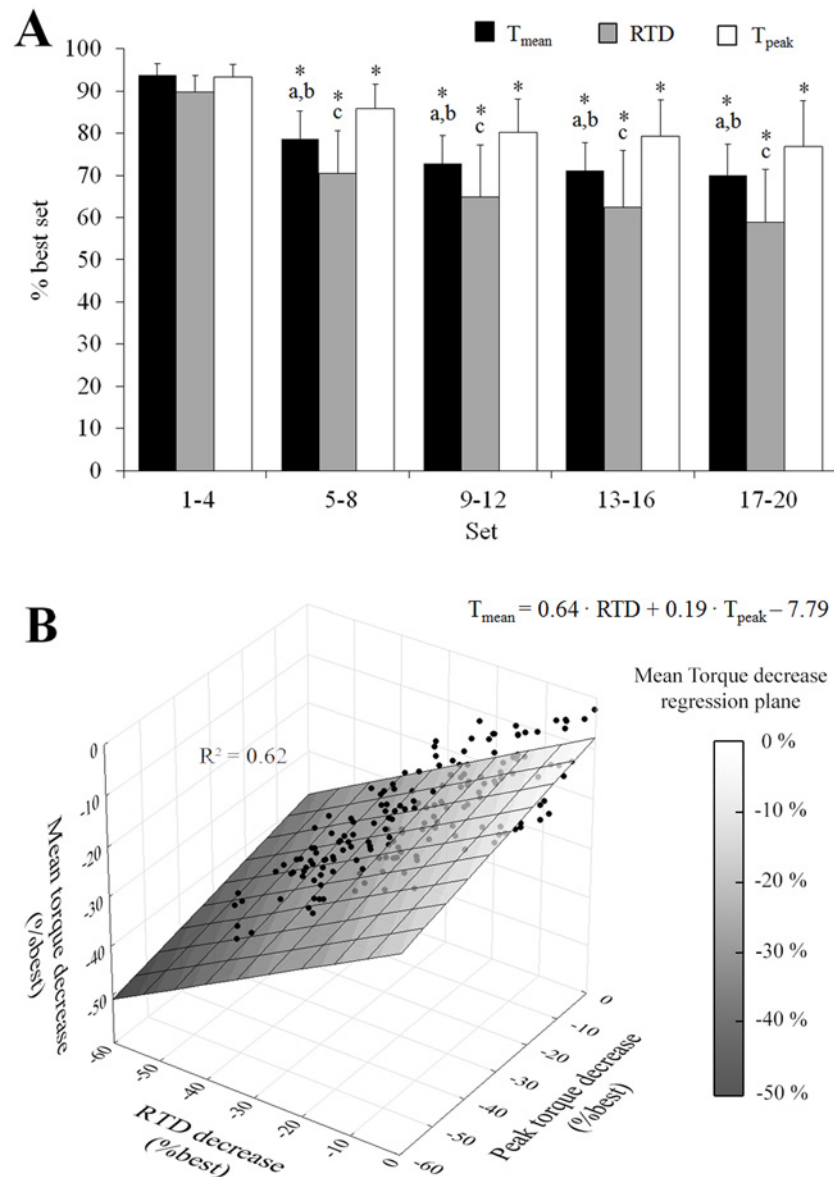 A
T_mean RTD T_peak
100
90
80
70
60
50
40
30
20
10
0
% best set
* a,b * c *
* a,b * c *
* a,b * c *
* a,b * c *
1-4 5-8 9-12 13-16 17-20
Set
B
T_mean = 0.64 · RTD + 0.19 · T_peak – 7.79
Mean Torque decrease
regression plane
R² = 0.62
0
-10
-20
-30
-40
-50
-60
Mean torque decrease
(%best)
-50
-40
-30
-20
-10
0
RTD decrease
(%best)
0
-10
-20
-30
-40
-50
-60
Peak torque decrease
(%best)
0 %
-10 %
-20 %
-30 %
-40 %
-50 %